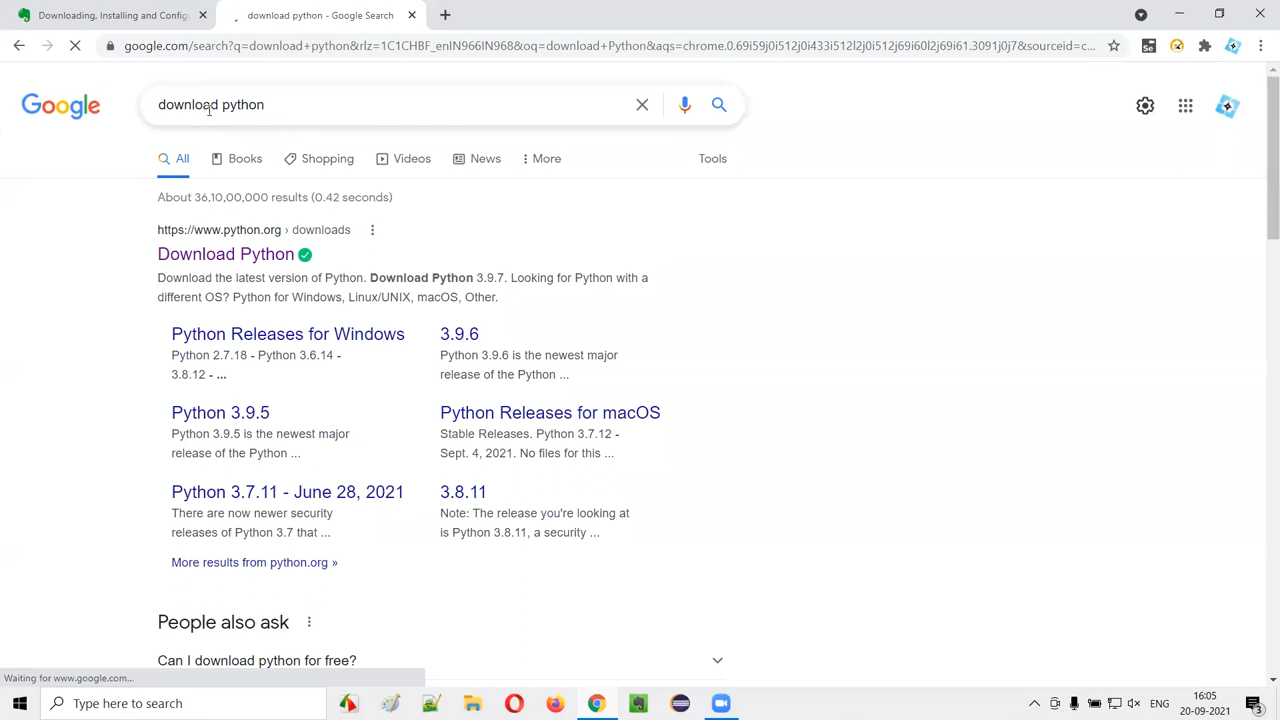 Downloading, Installing and Config
download python - Google Search
google.com/search?q=download+python&rlz=1C1CHBF_enIN966IN968&oq=download+Python&aqs=chrome.0.69i59j0i512j0i433i512l2j0i512j69i60l2j69i61.3091j0j7&sourceid=c...
Google
download python
All
Books
Shopping
Videos
News
More
Tools
About 36,10,00,000 results (0.42 seconds)
https://www.python.org › downloads
Download Python
Download the latest version of Python. Download Python 3.9.7. Looking for Python with a
different OS? Python for Windows, Linux/UNIX, macOS, Other.
Python Releases for Windows
Python 2.7.18 - Python 3.6.14 -
3.8.12 - ...
3.9.6
Python 3.9.6 is the newest major
release of the Python ...
Python 3.9.5
Python 3.9.5 is the newest major
release of the Python ...
Python Releases for macOS
Stable Releases. Python 3.7.12 -
Sept. 4, 2021. No files for this ...
Python 3.7.11 - June 28, 2021
There are now newer security
releases of Python 3.7 that ...
3.8.11
Note: The release you're looking at
is Python 3.8.11, a security ...
More results from python.org »
People also ask
Can I download python for free?
Waiting for www.google.com...
Type here to search
ENG
16:05
20-09-2021
3